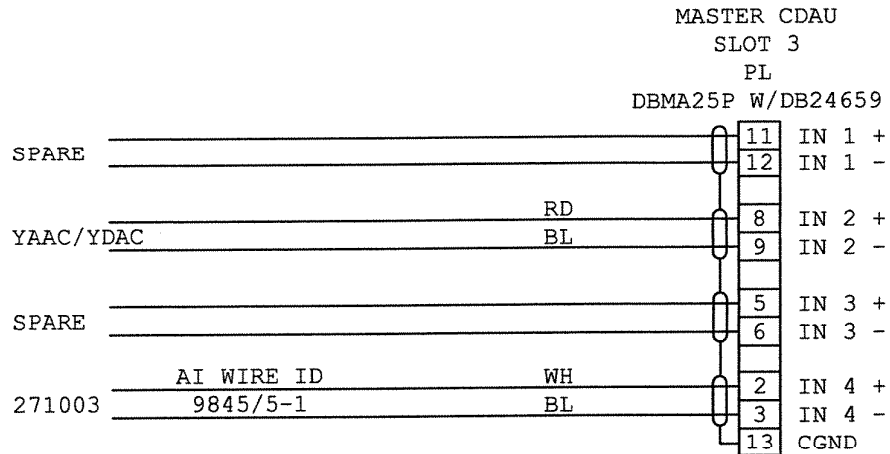 MASTER CDAU
SLOT 3
PL
DBMA25P W/DB24659
SPARE
11 IN 1 +
12 IN 1 -
YAAC/YDAC
RD 8 IN 2 +
BL 9 IN 2 -
SPARE
5 IN 3 +
6 IN 3 -
271003
AI WIRE ID WH 2 IN 4 +
9845/5-1 BL 3 IN 4 -
13 CGND